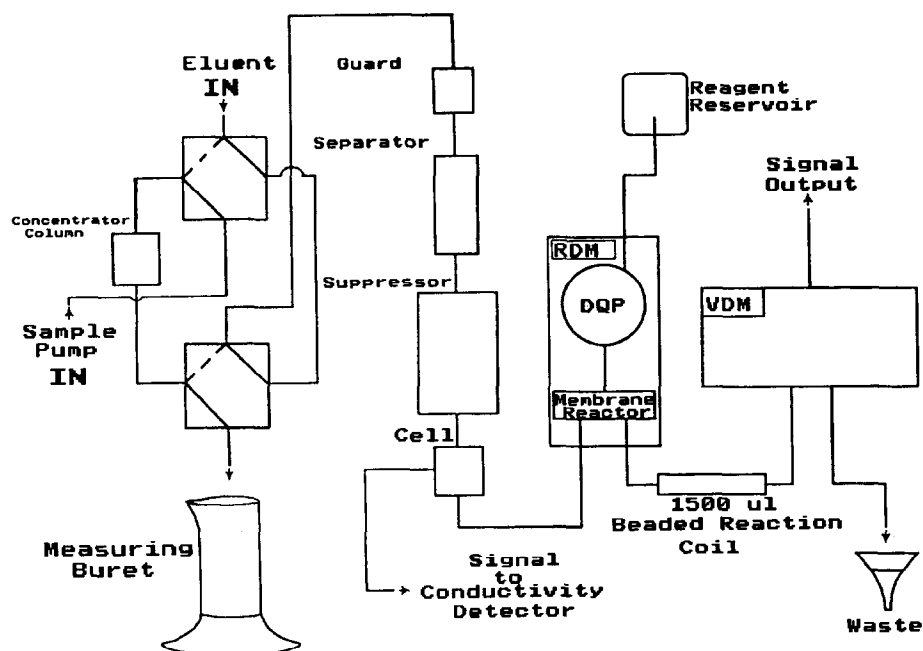 Eluent
IN
Guard
Reagent
Reservoir
Separator
Signal
Output
Concentrator
Column
RDM
Suppressor
DQP
VDM
Sample
Pump
IN
Membrane
Reactor
Cell
1500 ul
Beaded Reaction
Coil
Measuring
Buret
Signal
to
Conductivity
Detector
Waste